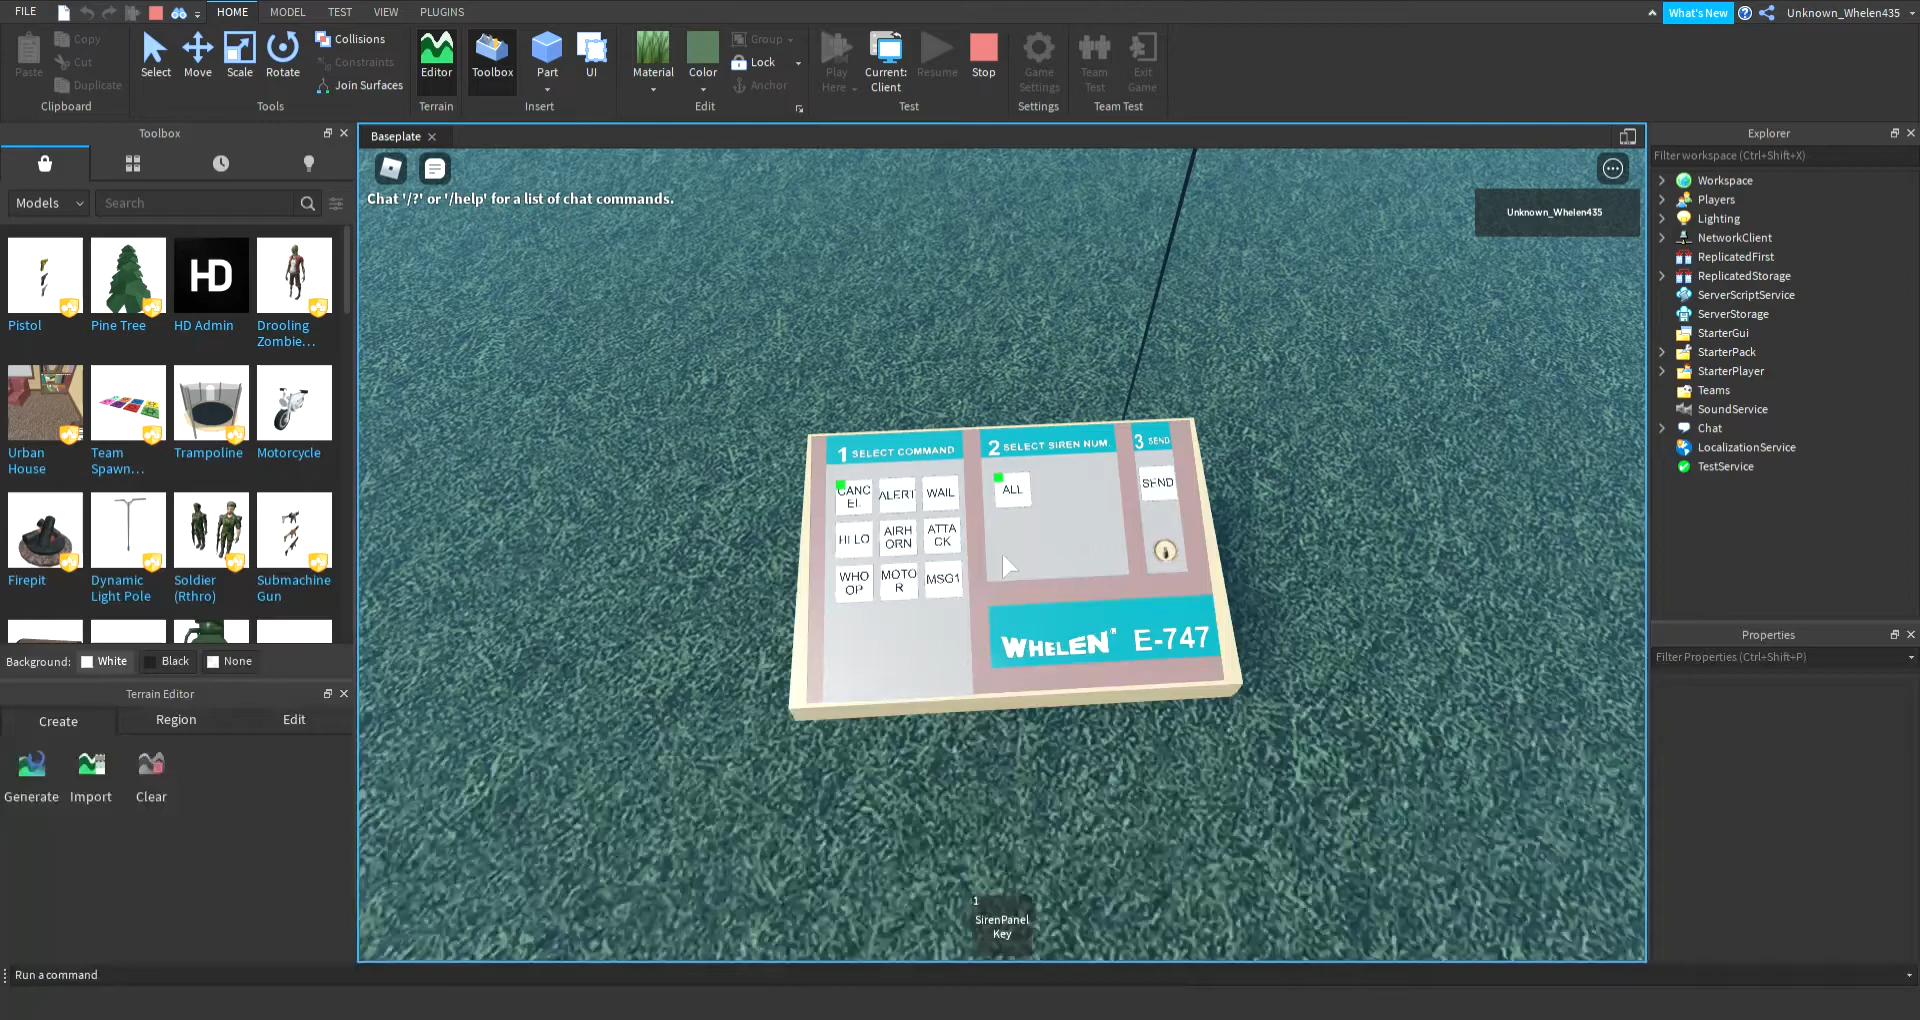 FILE
HOME
MODEL
TEST
VIEW
PLUGINS
What's New
Unknown_Whelen435
Paste
Copy
Cut
Duplicate
Clipboard
Select
Move
Scale
Rotate
Collisions
Constraints
Join Surfaces
Tools
Editor
Terrain
Toolbox
Part
UI
Insert
Material
Color
Group
Lock
Anchor
Edit
Play
Here
Current:
Client
Resume
Stop
Test
Game
Settings
Settings
Team
Test
Exit
Game
Team Test
Toolbox
Models
Search
Pistol
Pine Tree
HD
HD Admin
Drooling
Zombie...
Urban
House
Team
Spawn...
Trampoline
Motorcycle
Firepit
Dynamic
Light Pole
Soldier
(Rthro)
Submachine
Gun
Background:
White
Black
None
Terrain Editor
Create
Region
Edit
Generate
Import
Clear
Run a command
Baseplate
Chat '/?' or '/help' for a list of chat commands.
Unknown_Whelen435
1 SELECT COMMAND
CANC
EL
ALERT
WAIL
HI LO
AIRH
ORN
ATTA
CK
WHO
OP
MOTO
R
MSG1
2 SELECT SIREN NUM.
ALL
3 SEND
SEND
WHELEN® E-747
1
SirenPanel
Key
Explorer
Filter workspace (Ctrl+Shift+X)
Workspace
Players
Lighting
NetworkClient
ReplicatedFirst
ReplicatedStorage
ServerScriptService
ServerStorage
StarterGui
StarterPack
StarterPlayer
Teams
SoundService
Chat
LocalizationService
TestService
Properties
Filter Properties (Ctrl+Shift+P)